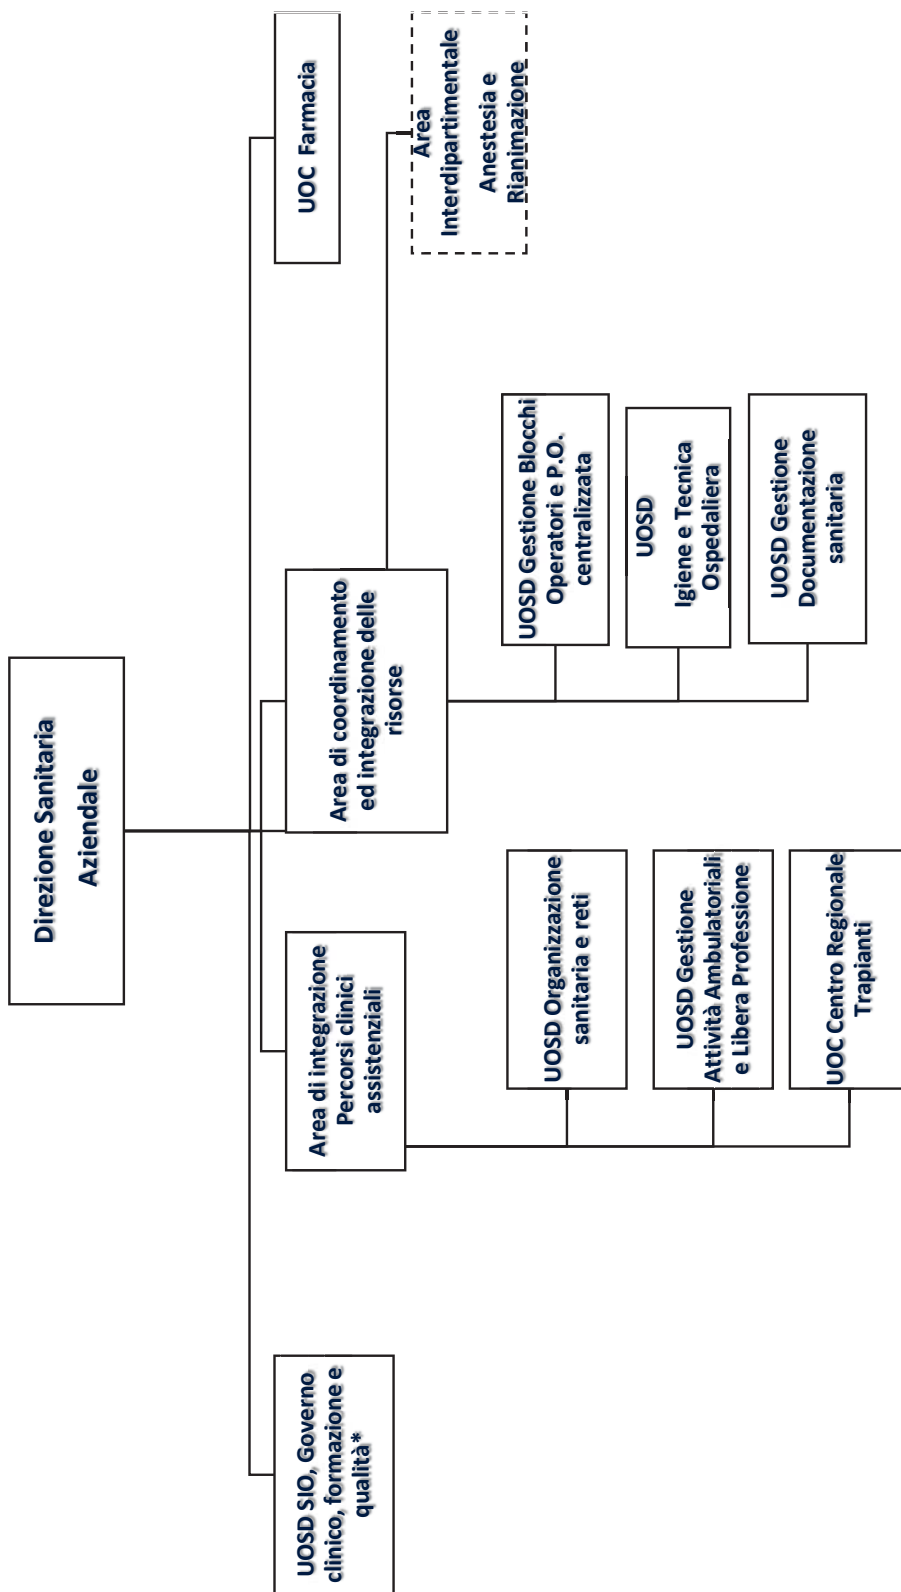 Direzione Sanitaria
Aziendale
UOSD SIO, Governo
clinico, formazione e
qualità*
Area di integrazione
Percorsi clinici
assistenziali
Area di coordinamento
ed integrazione delle
risorse
UOC Farmacia
UOSD Organizzazione
sanitaria e reti
UOSD Gestione
Attività Ambulatoriali
e Libera Professione
UOC Centro Regionale
Trapianti
UOSD Gestione Blocchi
Operatori e P.O.
centralizzata
UOSD
Igiene e Tecnica
Ospedaliera
UOSD Gestione
Documentazione
sanitaria
Area
Interdipartimentale
Anestesia e
Rianimazione